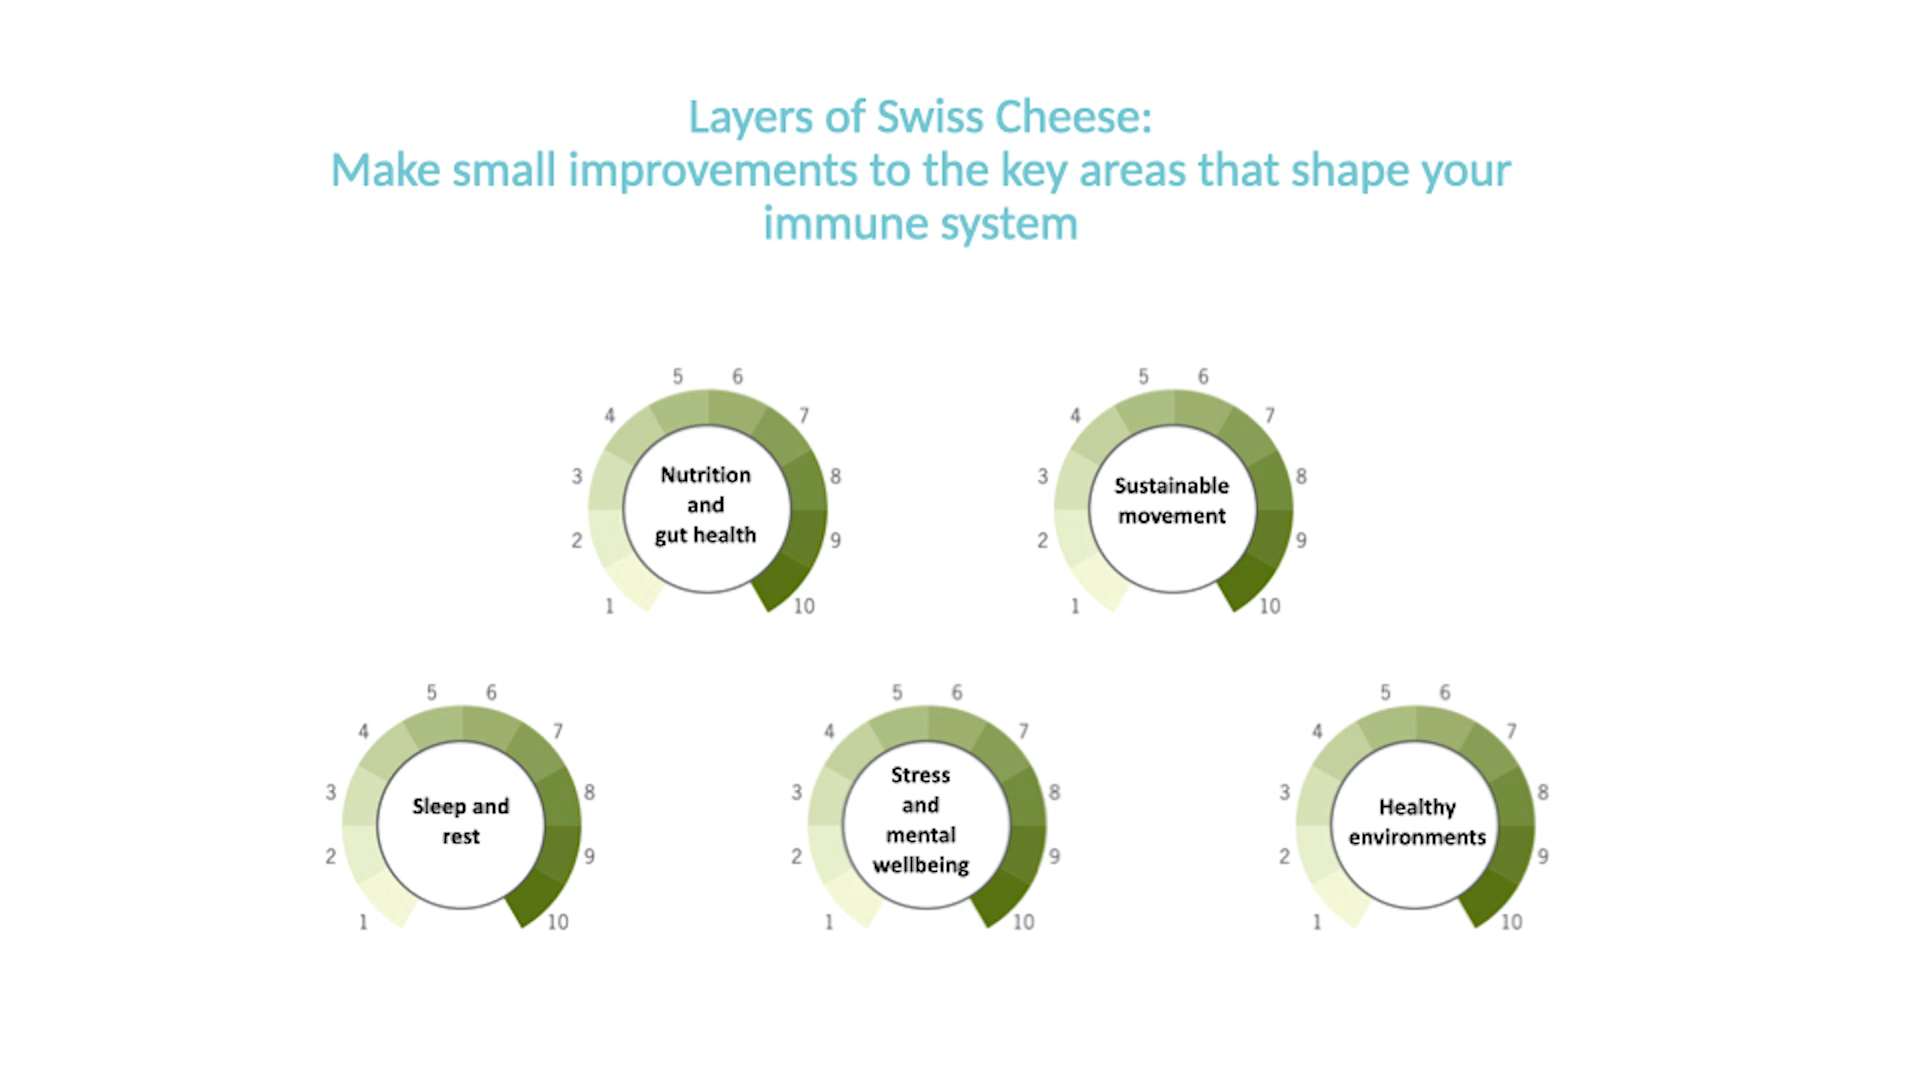 Layers of Swiss Cheese:
Make small improvements to the key areas that shape your
immune system
5 6
4 7
3 8
Nutrition
and
gut health
2 9
1 10
5 6
4 7
3 8
Sustainable
movement
2 9
1 10
5 6
4 7
3 8
Sleep and
rest
2 9
1 10
5 6
4 7
Stress
3 8
and
mental
2 9
wellbeing
1 10
5 6
4 7
3 8
Healthy
environments
2 9
1 10